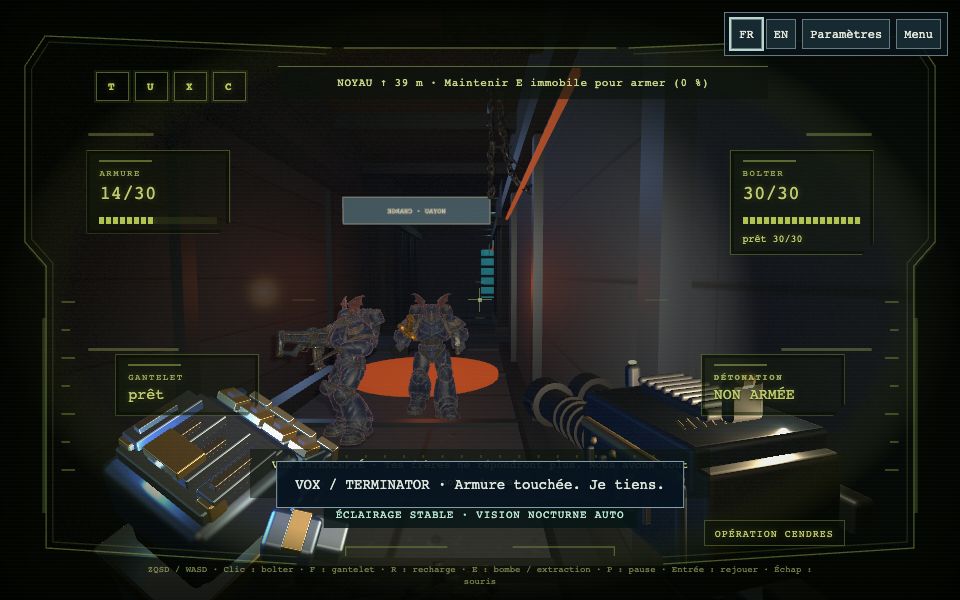 FR EN Paramètres Menu
T U X C
NOYAU ↑ 39 m · Maintenir E immobile pour armer (0 %)
ARMURE
14/30
BOLTER
30/30
prêt 30/30
NOYAU · CHARGE
GANTELET
prêt
DÉTONATION
NON ARMÉE
VOX / TERMINATOR · Armure touchée. Je tiens.
ÉCLAIRAGE STABLE · VISION NOCTURNE AUTO
OPÉRATION CENDRES
ZQSD / WASD · Clic : bolter · F : gantelet · R : recharge · E : bombe / extraction · P : pause · Entrée : rejouer · Échap :
souris